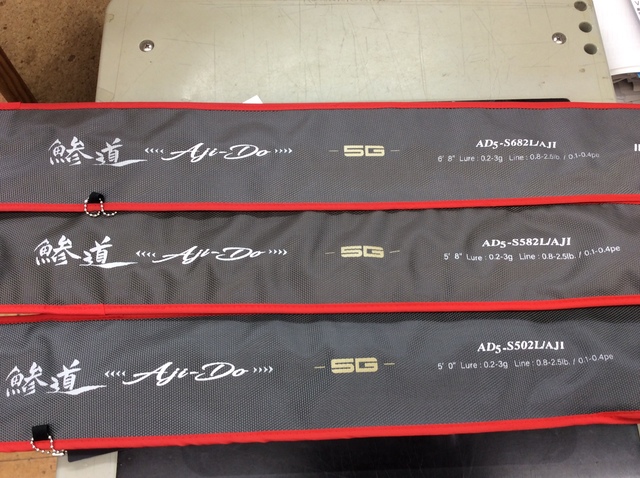 鰺道 Aji-Do 5G AD5-S682L/AJI
6' 8" Lure : 0.2-3g Line : 0.8-2.5lb. / 0.1-0.4pe
鰺道 Aji-Do 5G AD5-S582L/AJI
5' 8" Lure : 0.2-3g Line : 0.8-2.5lb. / 0.1-0.4pe
鰺道 Aji-Do 5G AD5-S502L/AJI
5' 0" Lure : 0.2-3g Line : 0.8-2.5lb. / 0.1-0.4pe